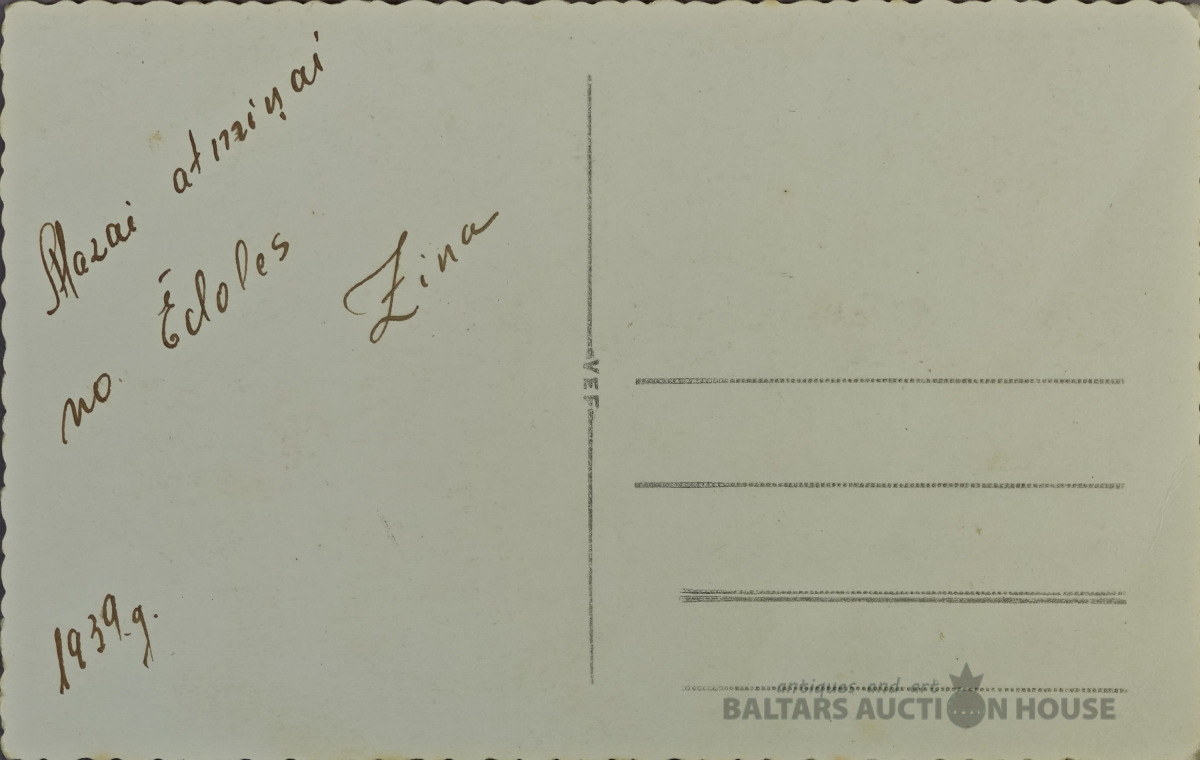 Mazai atmiņai
no Ēdoles
Zina
1939. g.
VEF
antiques and art
BALTARS AUCTION HOUSE